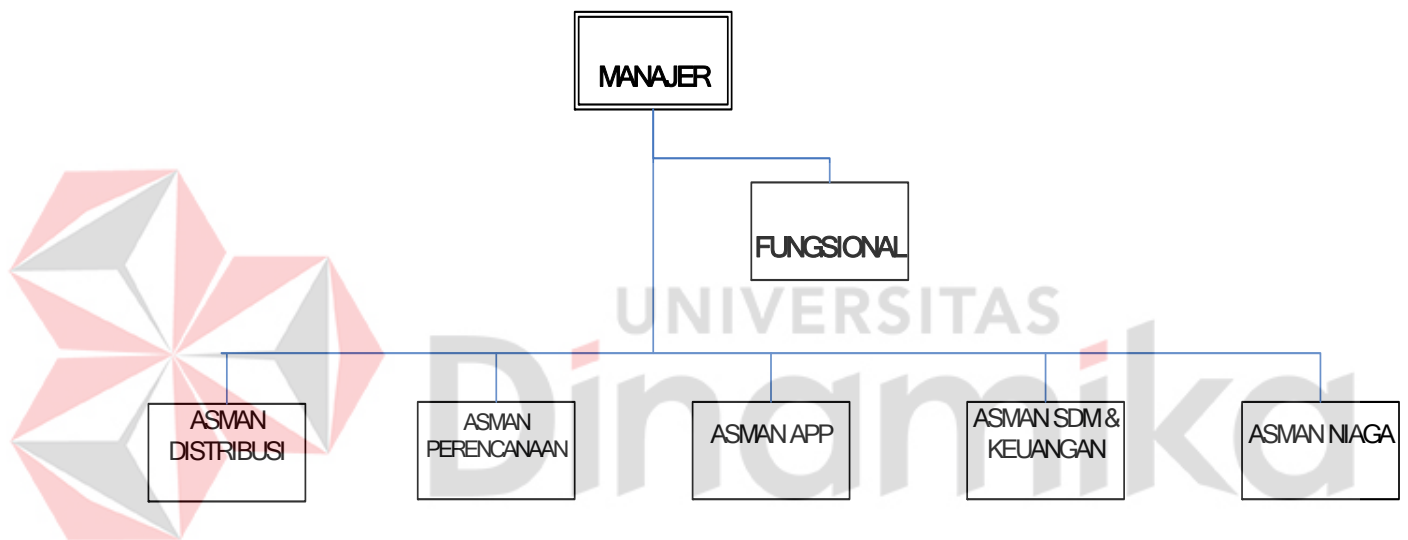 MANAJER
FUNGSIONAL
UNIVERSITAS
Dinamika
ASMAN
DISTRIBUSI
ASMAN
PERENCANAAN
ASMAN APP
ASMAN SDM &
KEUANGAN
ASMAN NIAGA